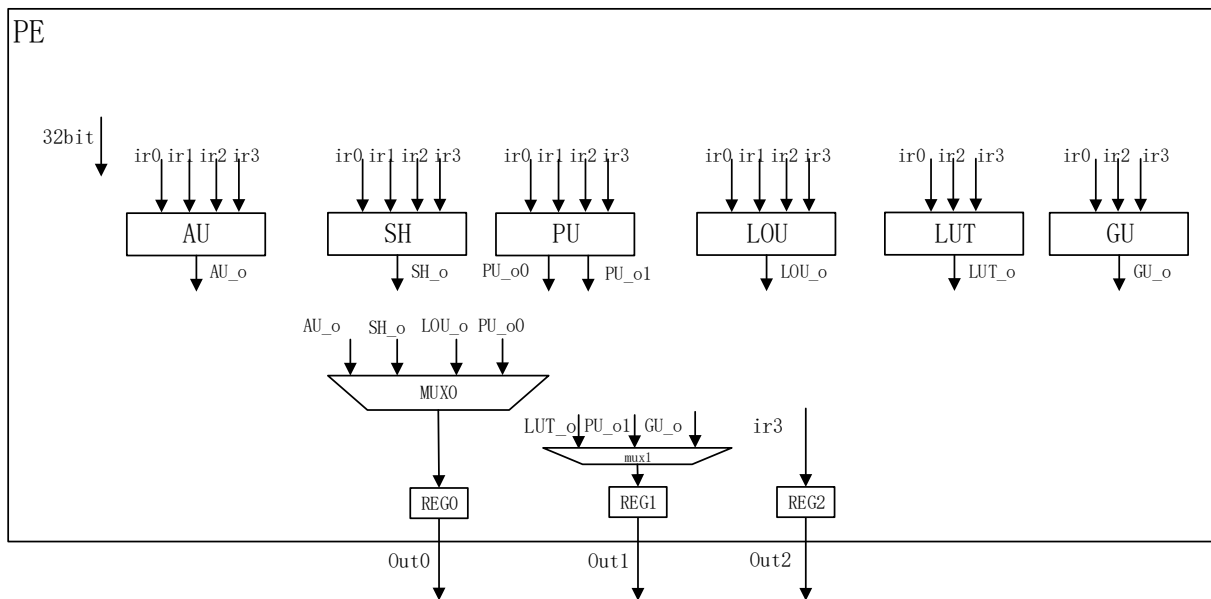 PE
32bit
ir0 ir1 ir2 ir3
ir0 ir1 ir2 ir3
ir0 ir1 ir2 ir3
ir0 ir1 ir2 ir3
ir0 ir2 ir3
ir0 ir2 ir3
AU
SH
PU
LOU
LUT
GU
AU_o
SH_o
PU_o0
PU_o1
LOU_o
LUT_o
GU_o
AU_o
SH_o
LOU_o
PU_o0
MUX0
LUT_o
PU_o1
GU_o
ir3
mux1
REG0
REG1
REG2
Out0
Out1
Out2